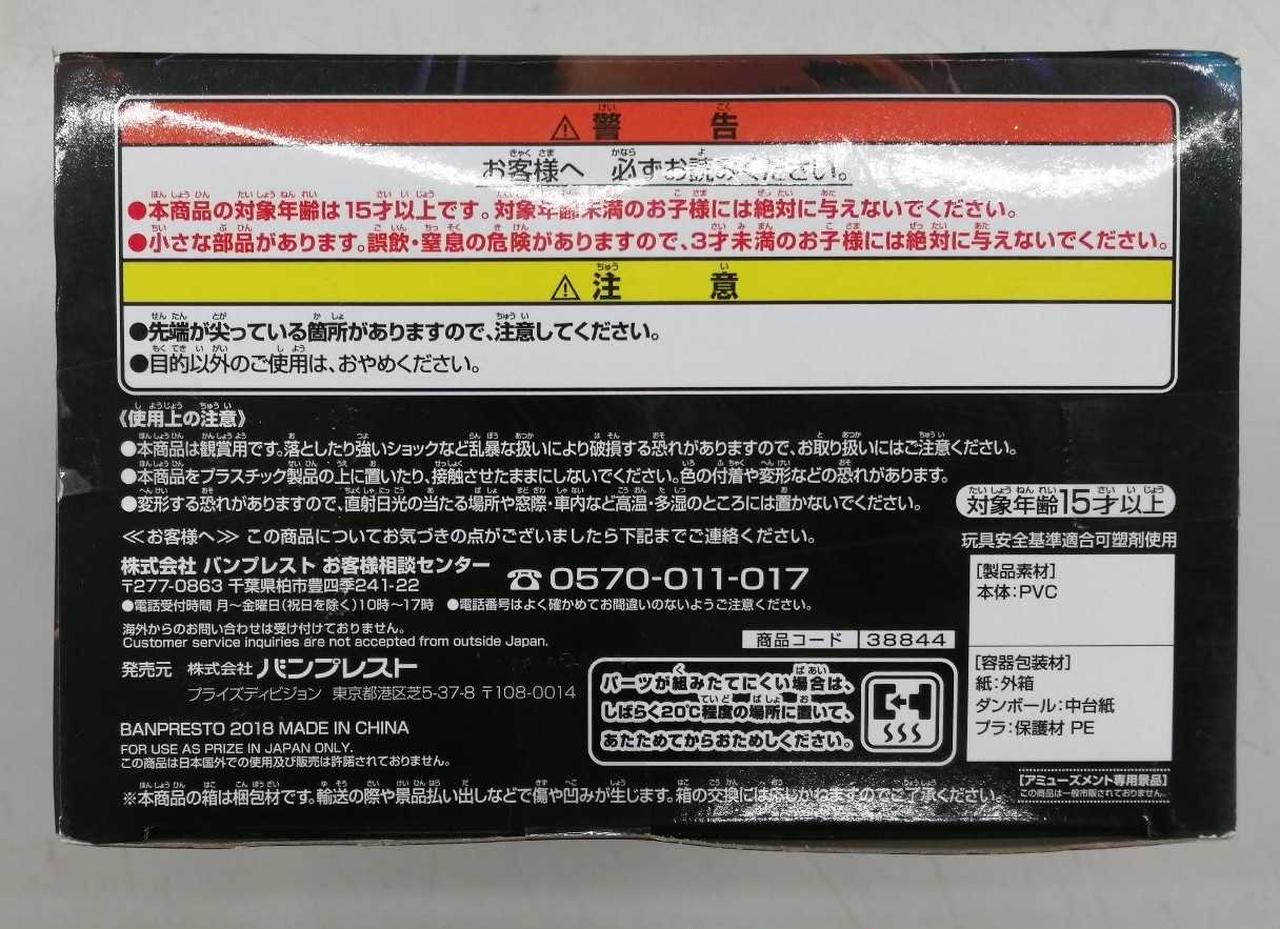 ⚠ 警告
お客様へ 必ずお読みください。
●本商品の対象年齢は15才以上です。対象年齢未満のお子様には絶対に与えないでください。
●小さな部品があります。誤飲・窒息の危険がありますので、3才未満のお子様には絶対に与えないでください。
⚠ 注意
●先端が尖っている箇所がありますので、注意してください。
●目的以外のご使用は、おやめください。
《使用上の注意》
●本商品は観賞用です。落としたり強いショックなど乱暴な扱いにより破損する恐れがありますので、お取り扱いにはご注意ください。
●本商品をプラスチック製品の上に置いたり、接触させたままにしないでください。色の付着や変形などの恐れがあります。
●変形する恐れがありますので、直射日光の当たる場所や窓際・車内など高温・多湿のところには置かないでください。
対象年齢15才以上
≪お客様へ≫ この商品についてお気づきの点がございましたら下記までご連絡ください。
玩具安全基準適合可塑剤使用
株式会社 バンプレスト お客様相談センター
〒277-0863 千葉県柏市豊四季241-22
☎0570-011-017
●電話受付時間 月～金曜日(祝日を除く)10時～17時 ●電話番号はよく確かめてお間違いのないようご注意ください。
海外からのお問い合わせは受け付けておりません。
Customer service inquiries are not accepted from outside Japan.
商品コード 38844
発売元 株式会社 バンプレスト
プライズディビジョン 東京都港区芝5-37-8 〒108-0014
BANPRESTO 2018 MADE IN CHINA
FOR USE AS PRIZE IN JAPAN ONLY.
この商品は日本国外での使用及び販売は許諾されておりません。
パーツが組みたてにくい場合は、
しばらく20℃程度の場所に置いて、
あたためてからおためしください。
[製品素材]
本体:PVC
[容器包装材]
紙:外箱
ダンボール:中台紙
プラ:保護材 PE
※本商品の箱は梱包材です。輸送の際や景品払い出しなどで傷や凹みが生じます。箱の交換には応じかねますのでご了承ください。
[アミューズメント専用景品]
この商品は一般市販されておりません。